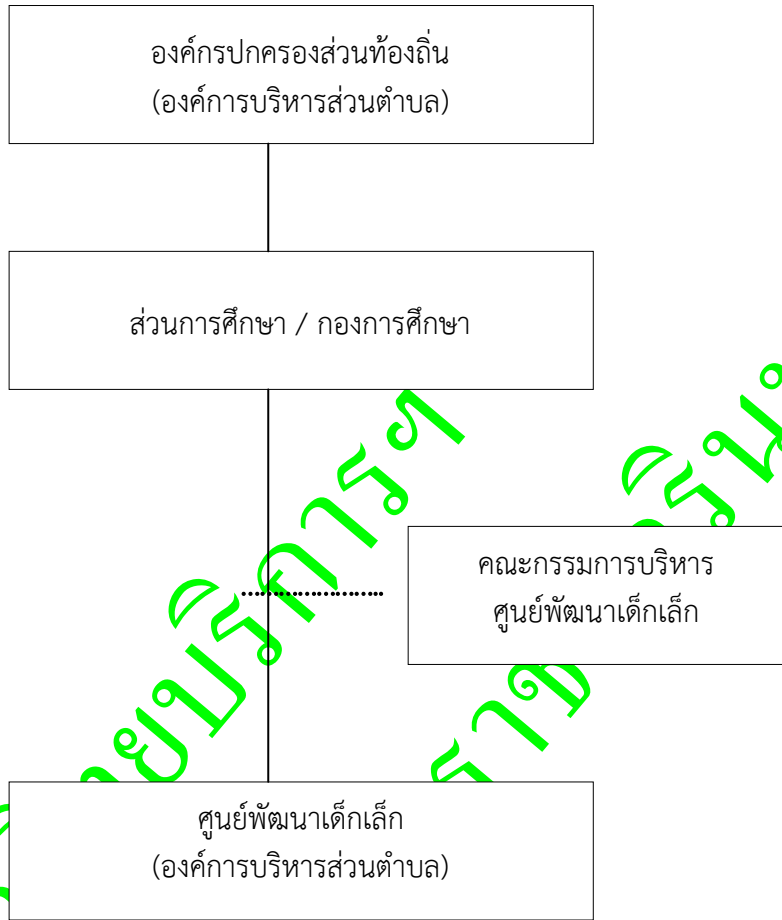 องค์กรปกครองส่วนท้องถิ่น
(องค์การบริหารส่วนตำบล)
ส่วนการศึกษา / กองการศึกษา
คณะกรรมการบริหาร
ศูนย์พัฒนาเด็กเล็ก
ศูนย์พัฒนาเด็กเล็ก
(องค์การบริหารส่วนตำบล)